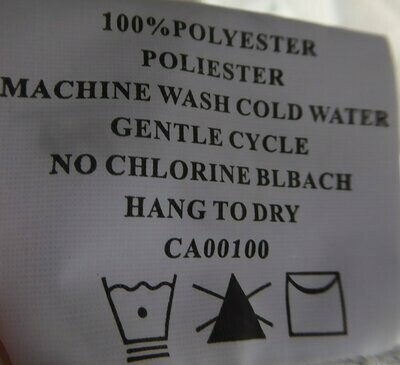 100%POLYESTER
POLIESTER
MACHINE WASH COLD WATER
GENTLE CYCLE
NO CHLORINE BLBACH
HANG TO DRY
CA00100